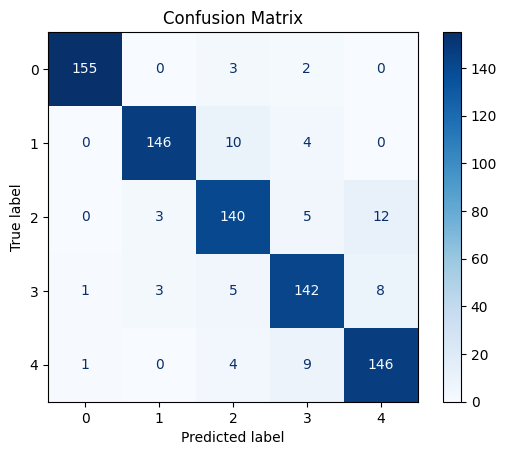 Confusion Matrix
0 155 0 3 2 0
1 0 146 10 4 0
2 0 3 140 5 12
3 1 3 5 142 8
4 1 0 4 9 146
0 1 2 3 4
Predicted label
True label
140
120
100
80
60
40
20
0